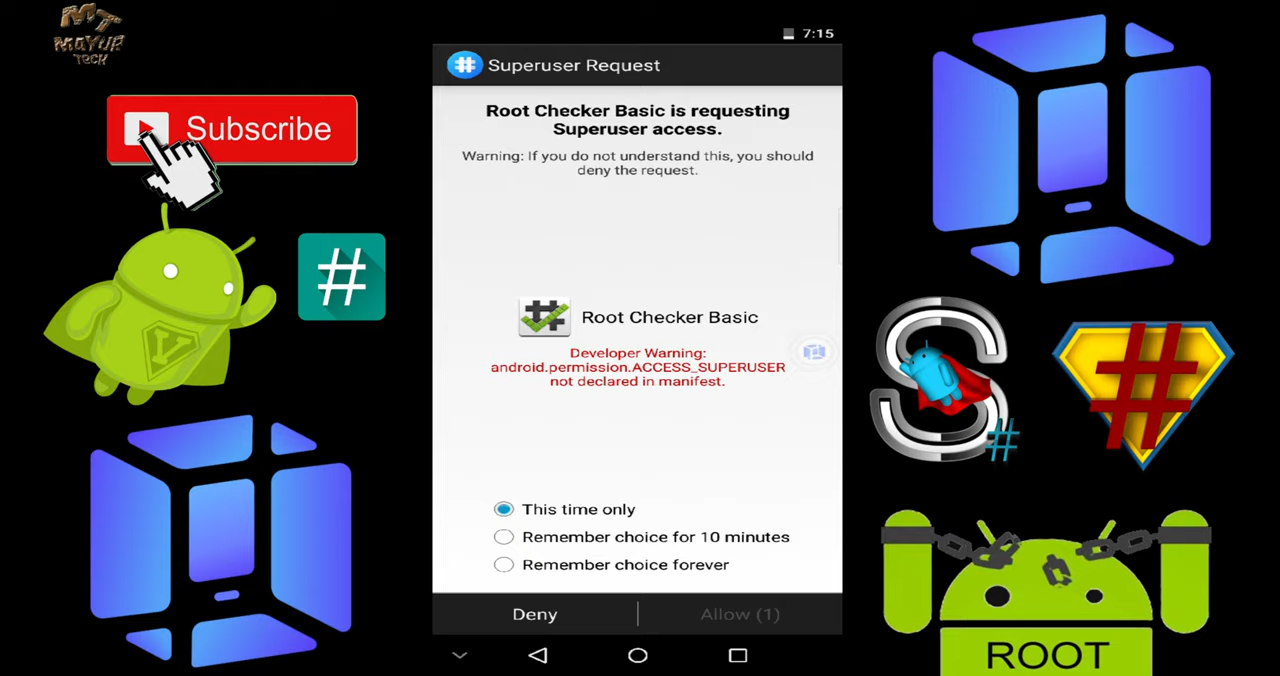 MT
MAYUR
TECH
Subscribe
#
V
7:15
Superuser Request
Root Checker Basic is requesting
Superuser access.
Warning: If you do not understand this, you should
deny the request.
Root Checker Basic
Developer Warning:
android.permission.ACCESS_SUPERUSER
not declared in manifest.
This time only
Remember choice for 10 minutes
Remember choice forever
Deny
Allow (1)
S
#
#
ROOT